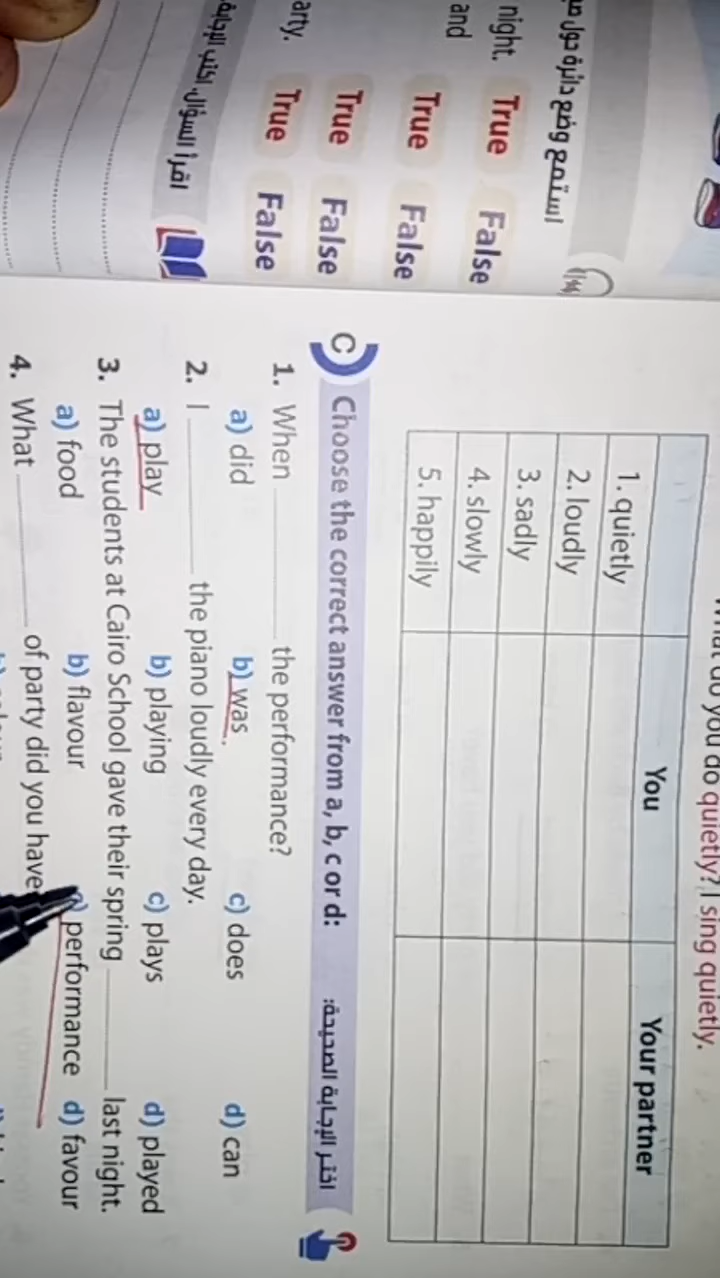 استمع وضع دائرة حول
night. True False
and
True False
True False
arty. True False
اقرأ السؤال، اكتب الإجابة.
do you do quietly? I sing quietly.
You Your partner
1. quietly
2. loudly
3. sadly
4. slowly
5. happily
C Choose the correct answer from a, b, c or d: اختر الإجابة الصحيحة:
1. When ______ the performance?
a) did b) was c) does d) can
2. I ______ the piano loudly every day.
a) play b) playing c) plays d) played
3. The students at Cairo School gave their spring ______ last night.
a) food b) flavour c) performance d) favour
4. What ______ of party did you have